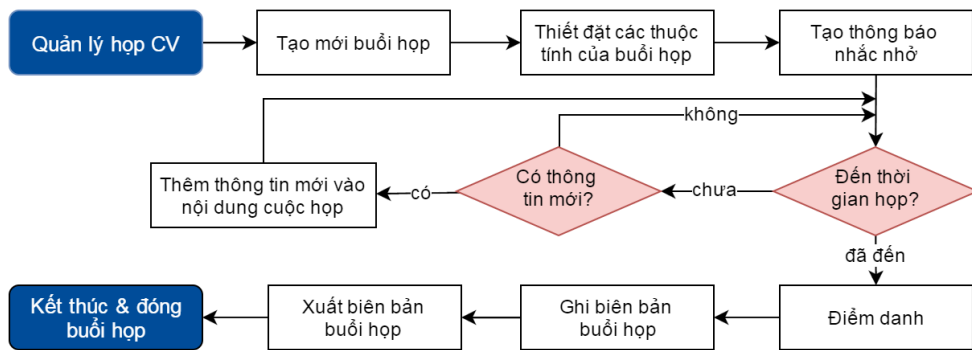 Quản lý họp CV
Tạo mới buổi họp
Thiết đặt các thuộc
tính của buổi họp
Tạo thông báo
nhắc nhở
không
Thêm thông tin mới vào
nội dung cuộc họp
có
Có thông
tin mới?
chưa
Đến thời
gian họp?
đã đến
Kết thúc & đóng
buổi họp
Xuất biên bản
buổi họp
Ghi biên bản
buổi họp
Điểm danh